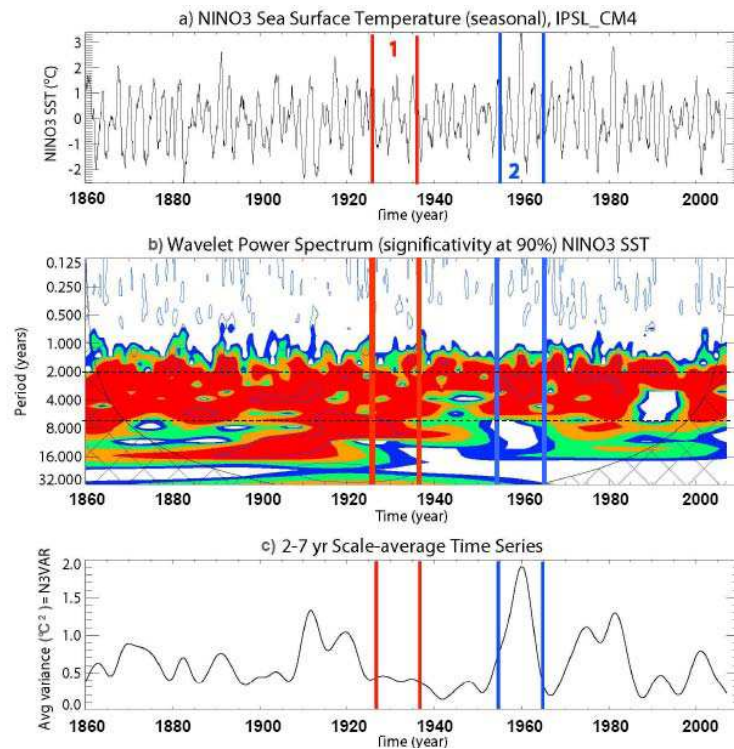 a) NINO3 Sea Surface Temperature (seasonal), IPSL_CM4
NINO3 SST (°C)
3
2
1
0
-1
-2
1
2
1860 1880 1900 1920 1940 1960 1980 2000
Time (year)
b) Wavelet Power Spectrum (significativity at 90%) NINO3 SST
Period (years)
0.125
0.250
0.500
1.000
2.000
4.000
8.000
16.000
32.000
1860 1880 1900 1920 1940 1960 1980 2000
Time (year)
c) 2-7 yr Scale-average Time Series
Avg variance (°C²) = N3VAR
2.0
1.5
1.0
0.5
0.0
1860 1880 1900 1920 1940 1960 1980 2000
Time (year)